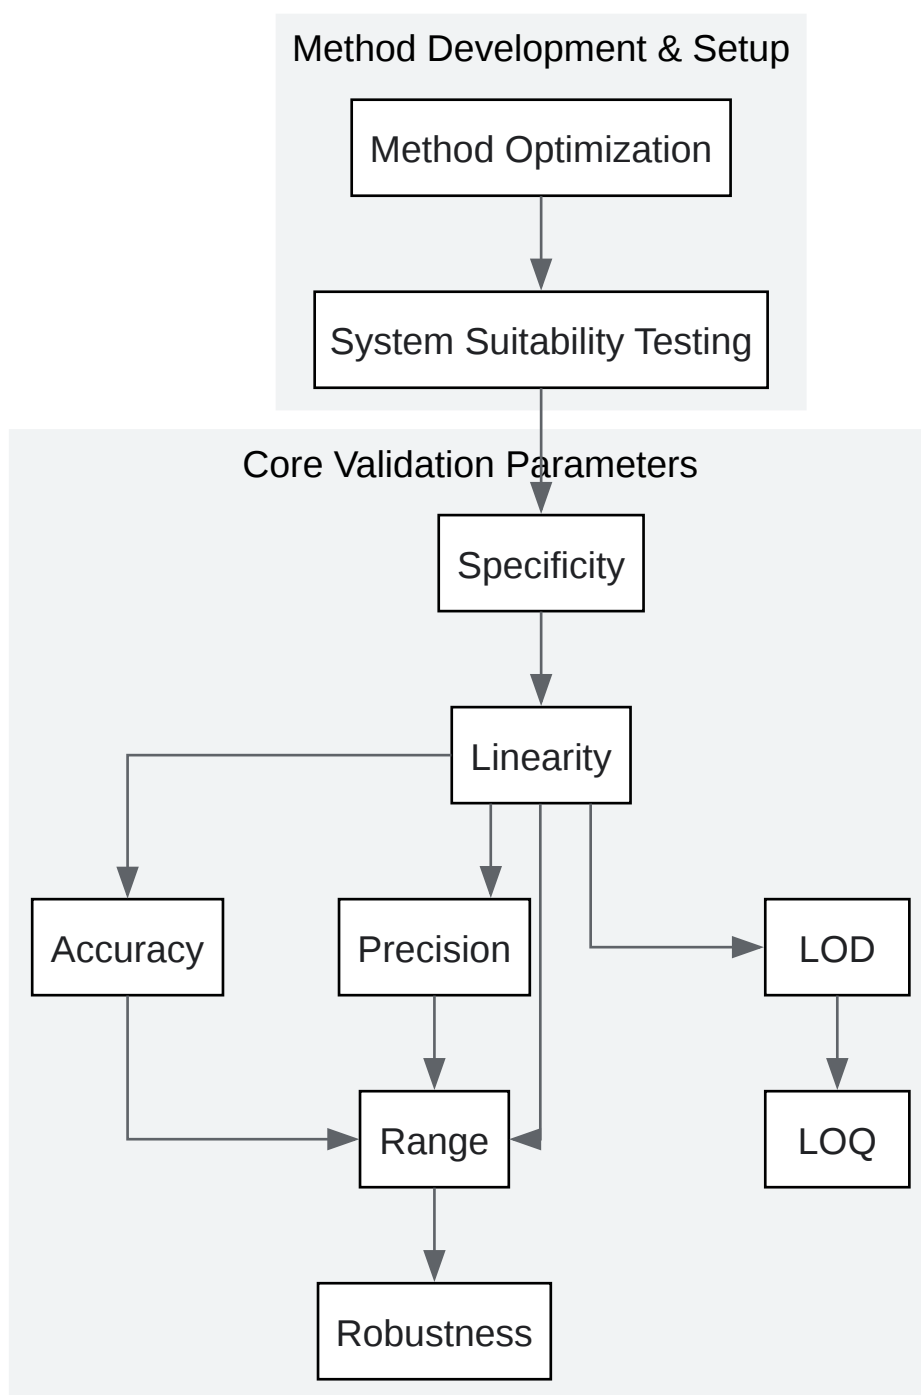 Method Development & Setup
Method Optimization
System Suitability Testing
Core Validation Parameters
Specificity
Linearity
Accuracy
Precision
LOD
Range
LOQ
Robustness